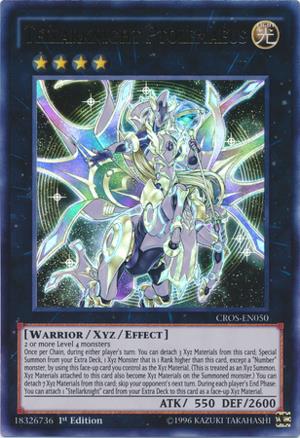 Tellarknight Ptolemaeus
光
CROS-EN050
[Warrior/Xyz/Effect]
2 or more Level 4 monsters
Once per Chain, during either player's turn: You can detach 3 Xyz Materials from this card; Special
Summon from your Extra Deck, 1 Xyz Monster that is 1 Rank higher than this card, except a "Number"
monster, by using this face-up card you control as the Xyz Material. (This is treated as an Xyz Summon.
Xyz Materials attached to this card also become Xyz Materials on the Summoned monster.) You can
detach 7 Xyz Materials from this card; skip your opponent's next turn. During each player's End Phase:
You can attach 1 "Stellarknight" card from your Extra Deck to this card as a face-up Xyz Material.
ATK/ 550 DEF/2600
18326736 1st Edition ©1996 KAZUKI TAKAHASHI